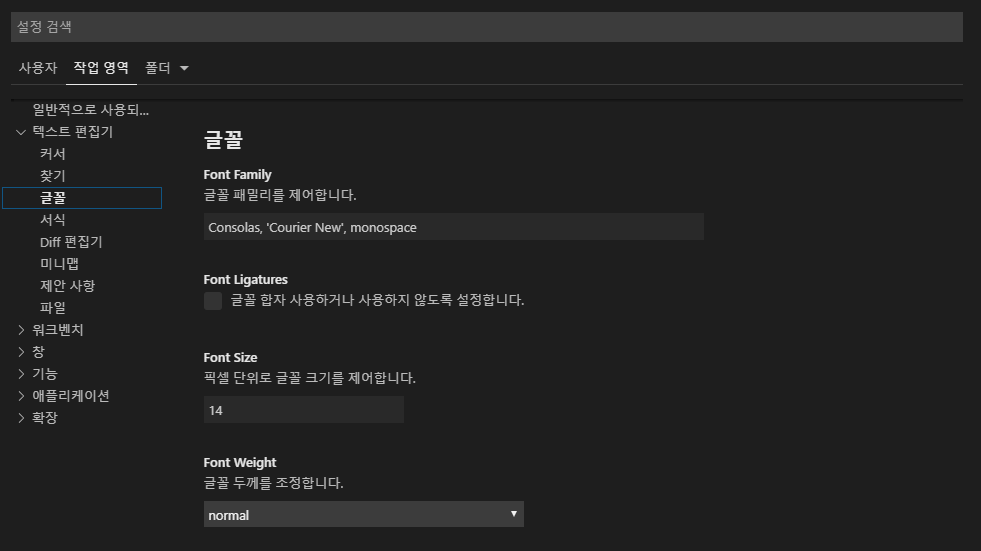 설정 검색
사용자 작업 영역 폴더
일반적으로 사용되...
텍스트 편집기
커서
찾기
글꼴
서식
Diff 편집기
미니맵
제안 사항
파일
워크벤치
창
기능
애플리케이션
확장
글꼴
Font Family
글꼴 패밀리를 제어합니다.
Consolas, 'Courier New', monospace
Font Ligatures
글꼴 합자 사용하거나 사용하지 않도록 설정합니다.
Font Size
픽셀 단위로 글꼴 크기를 제어합니다.
14
Font Weight
글꼴 두께를 조정합니다.
normal